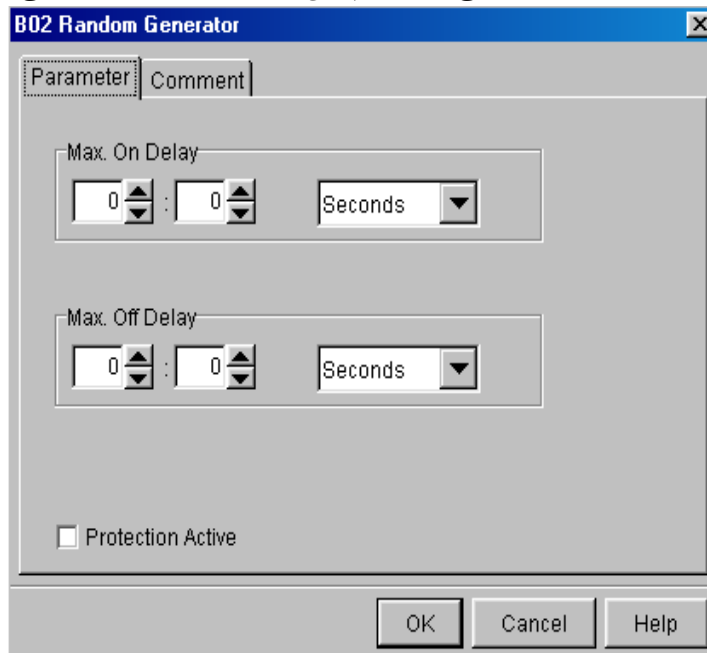 B02 Random Generator
Parameter Comment
Max. On Delay
0 : 0 Seconds
Max. Off Delay
0 : 0 Seconds
Protection Active
OK Cancel Help